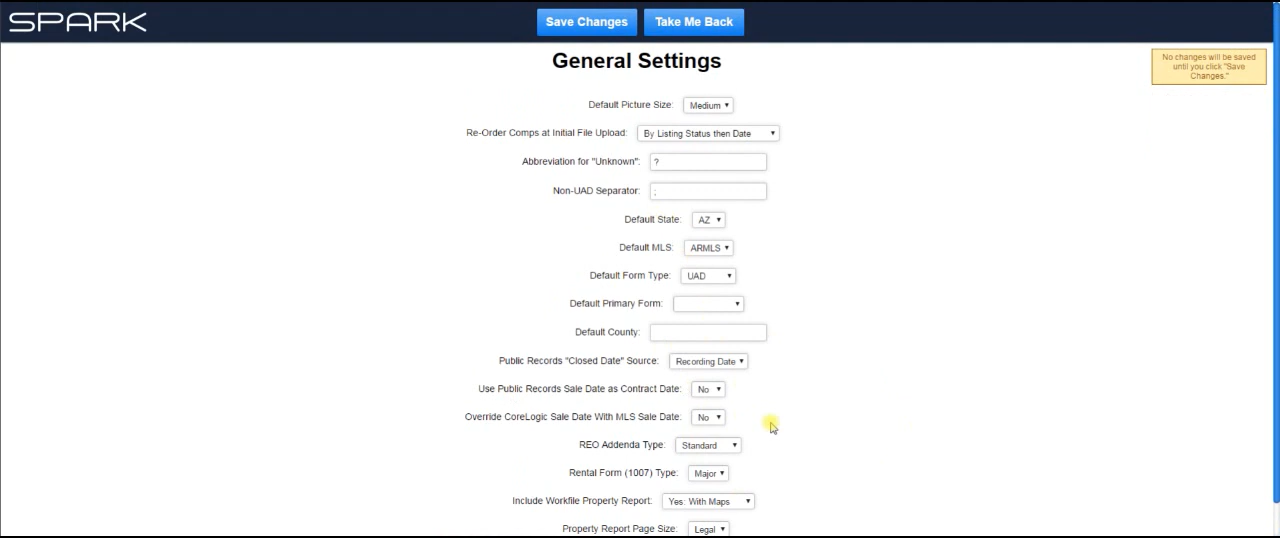 SPARK
Save Changes
Take Me Back
General Settings
No changes will be saved
until you click "Save
Changes."
Default Picture Size: Medium
Re-Order Comps at Initial File Upload: By Listing Status then Date
Abbreviation for "Unknown": ?
Non-UAD Separator: ;
Default State: AZ
Default MLS: ARMLS
Default Form Type: UAD
Default Primary Form:
Default County:
Public Records "Closed Date" Source: Recording Date
Use Public Records Sale Date as Contract Date: No
Override CoreLogic Sale Date With MLS Sale Date: No
REO Addenda Type: Standard
Rental Form (1007) Type: Major
Include Workfile Property Report: Yes: With Maps
Property Report Page Size: Legal